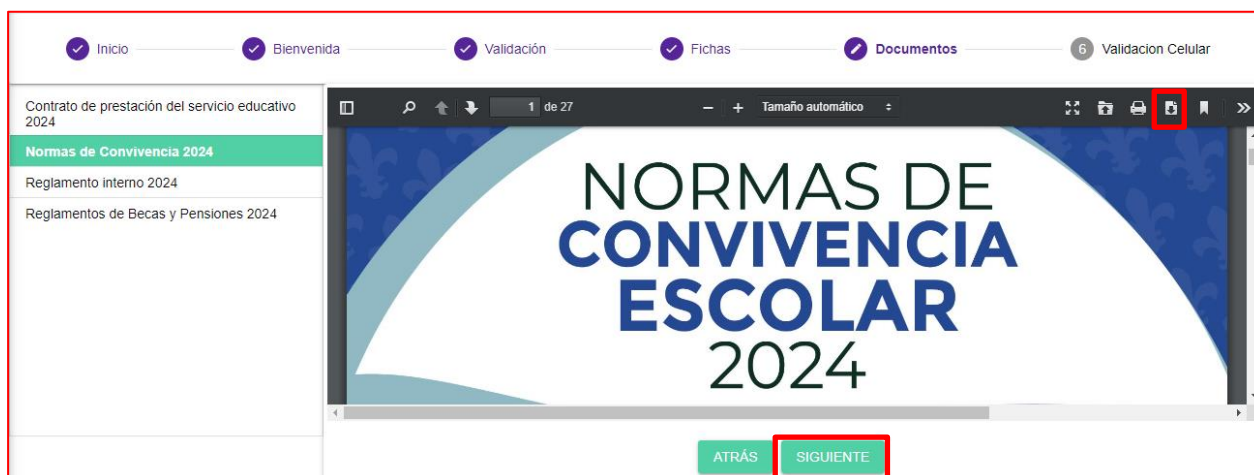 Inicio
Bienvenida
Validación
Fichas
Documentos
6 Validacion Celular
Contrato de prestación del servicio educativo
2024
Normas de Convivencia 2024
Reglamento interno 2024
Reglamentos de Becas y Pensiones 2024
1 de 27
Tamaño automático
NORMAS DE
CONVIVENCIA
ESCOLAR
2024
ATRÁS
SIGUIENTE